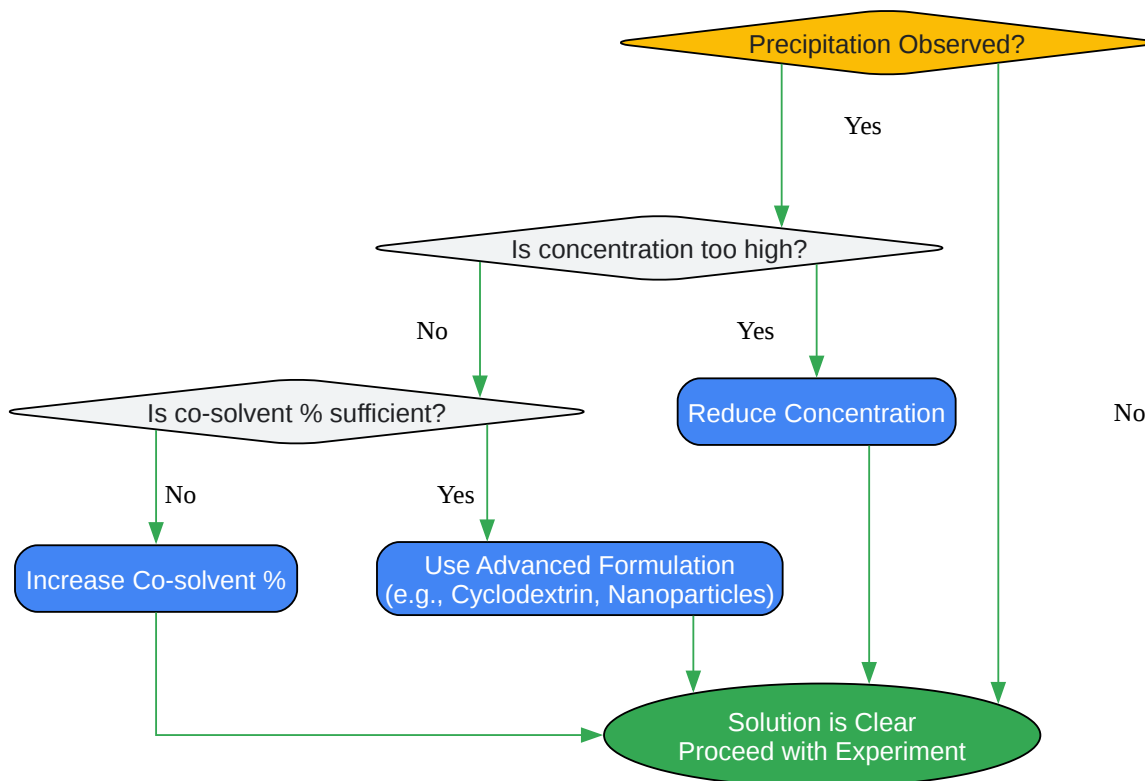 Precipitation Observed?
Yes
Is concentration too high?
No
Yes
Is co-solvent % sufficient?
Reduce Concentration
No
No
Yes
Increase Co-solvent %
Use Advanced Formulation
(e.g., Cyclodextrin, Nanoparticles)
Solution is Clear
Proceed with Experiment